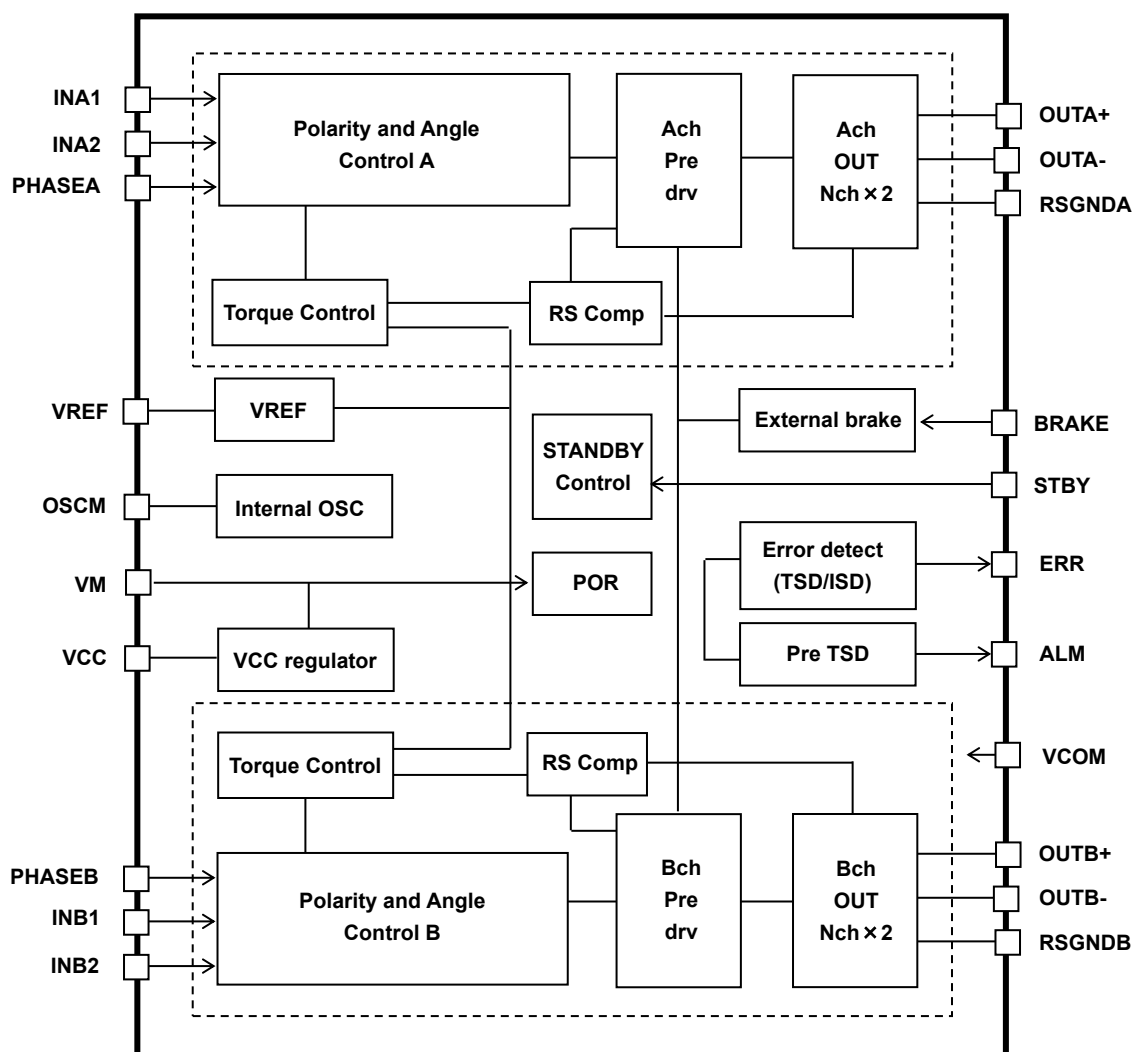 INA1
INA2
PHASEA
Polarity and Angle
Control A
Ach
Pre
drv
Ach
OUT
Nch×2
OUTA+
OUTA-
RSGNDA
Torque Control
RS Comp
VREF
VREF
External brake
BRAKE
STANDBY
Control
STBY
OSCM
Internal OSC
Error detect
(TSD/ISD)
ERR
VM
POR
VCC
VCC regulator
Pre TSD
ALM
Torque Control
RS Comp
VCOM
PHASEB
INB1
INB2
Polarity and Angle
Control B
Bch
Pre
drv
Bch
OUT
Nch×2
OUTB+
OUTB-
RSGNDB